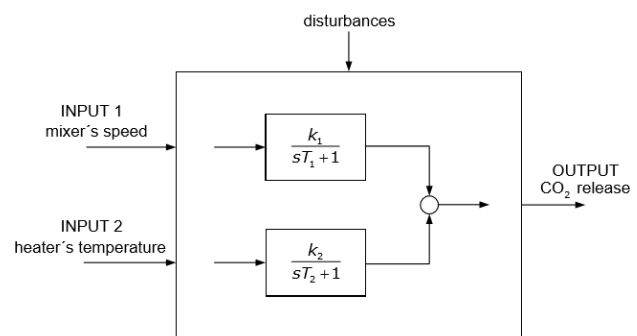 disturbances
INPUT 1
mixer´s speed
k₁
sT₁+1
OUTPUT
CO₂ release
INPUT 2
heater´s temperature
k₂
sT₂+1